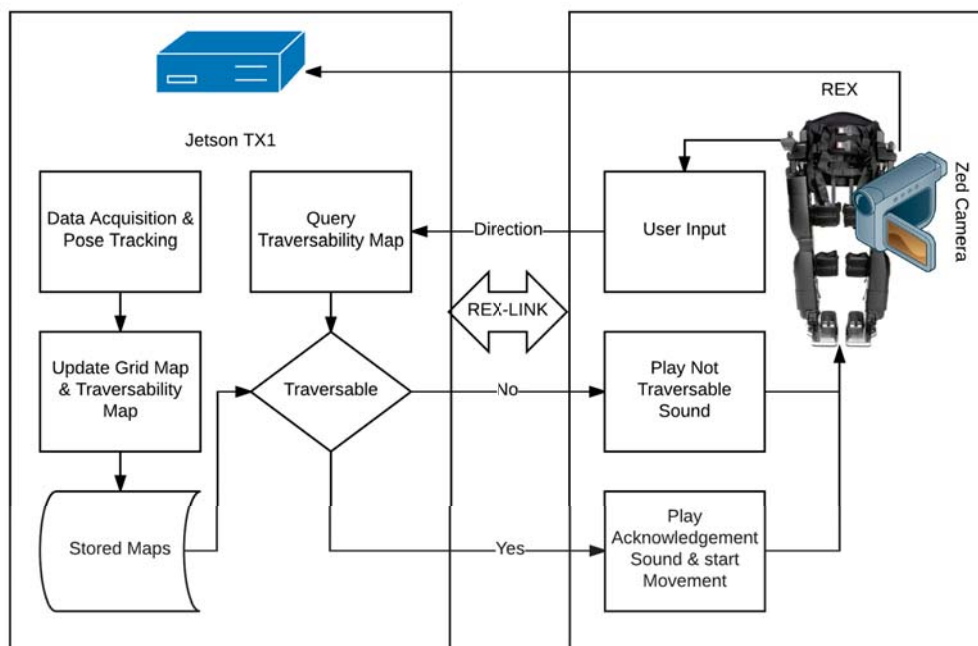 Jetson TX1
REX
Zed Camera
Data Acquisition &
Pose Tracking
Query
Traversability Map
Direction
User Input
REX-LINK
Update Grid Map
& Traversability
Map
Traversable
No
Play Not
Traversable
Sound
Stored Maps
Yes
Play
Acknowledgement
Sound & start
Movement